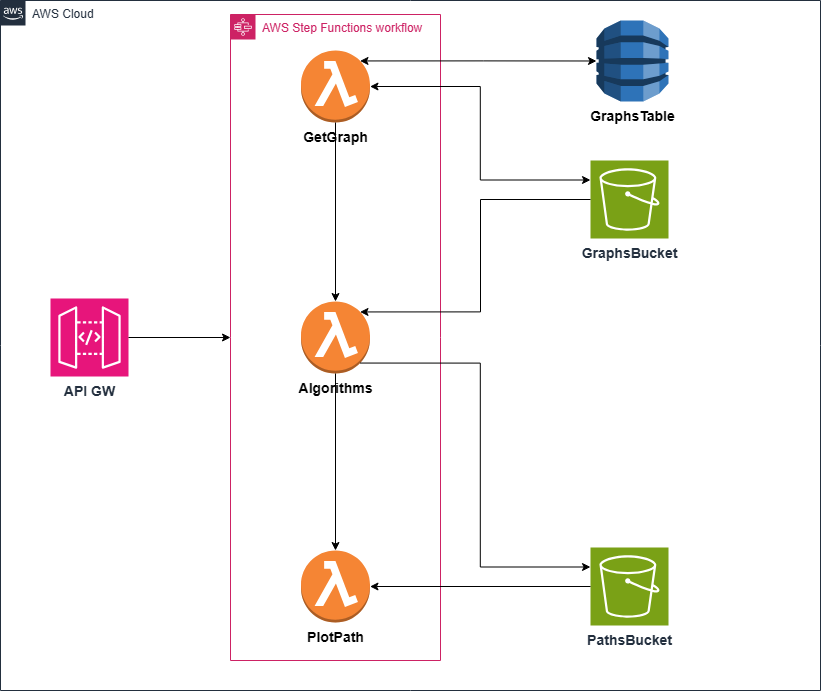 aws
AWS Cloud
AWS Step Functions workflow
GetGraph
GraphsTable
GraphsBucket
</>
API GW
Algorithms
PlotPath
PathsBucket